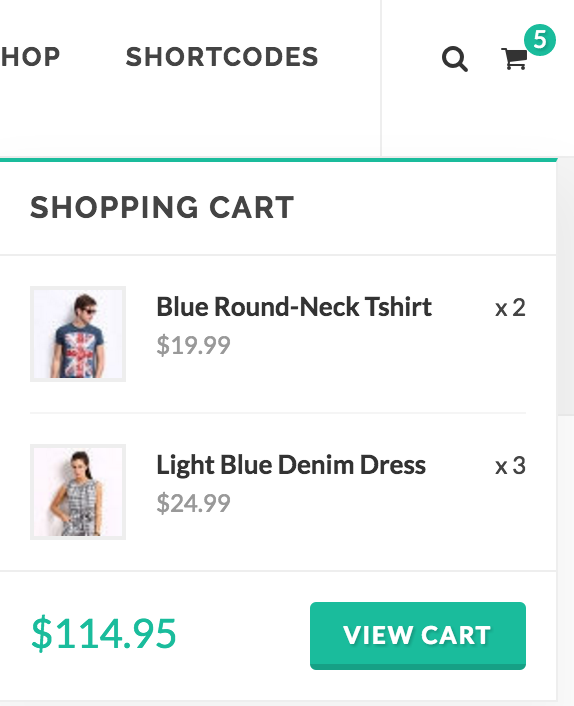 HOP SHORTCODES 5
SHOPPING CART
Blue Round-Neck Tshirt x 2
$19.99
Light Blue Denim Dress x 3
$24.99
$114.95 VIEW CART